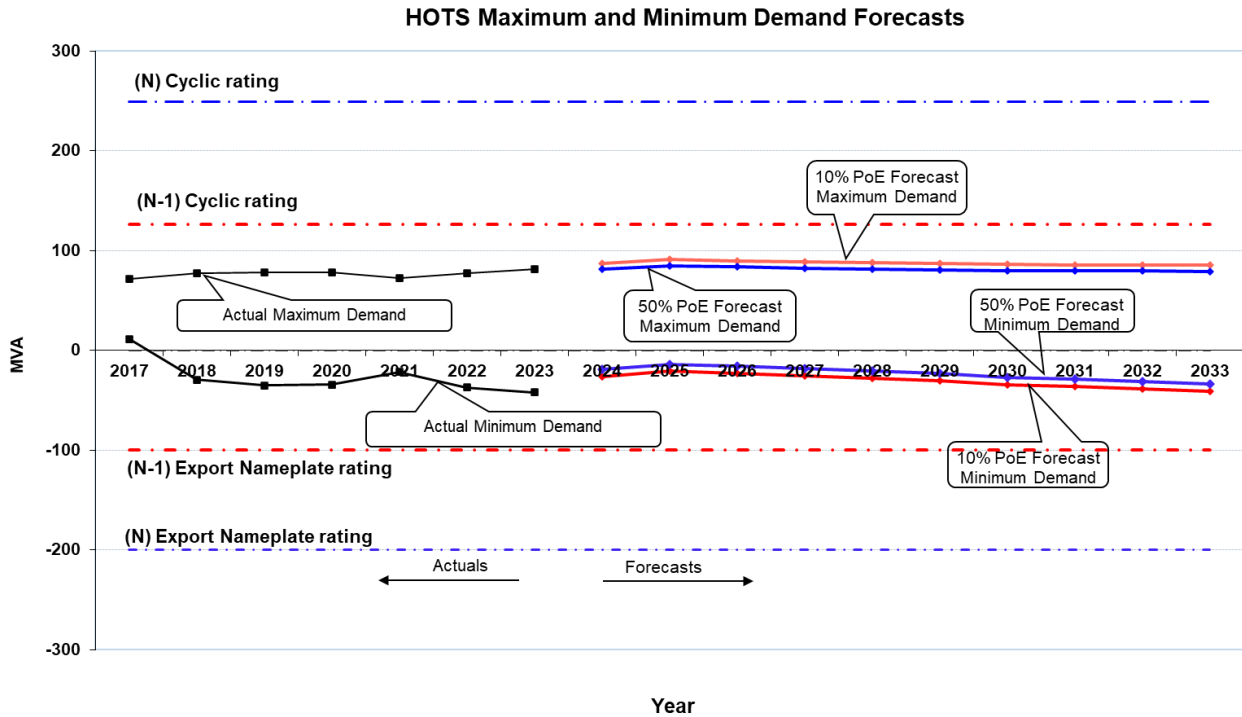 HOTS Maximum and Minimum Demand Forecasts
300
(N) Cyclic rating
200
(N-1) Cyclic rating
10% PoE Forecast
Maximum Demand
100
Actual Maximum Demand
50% PoE Forecast
Maximum Demand
50% PoE Forecast
Minimum Demand
MVA
0
2017 2018 2019 2020 2021 2022 2023 2024 2025 2026 2027 2028 2029 2030 2031 2032 2033
Actual Minimum Demand
-100
(N-1) Export Nameplate rating
10% PoE Forecast
Minimum Demand
(N) Export Nameplate rating
-200
Actuals
Forecasts
-300
Year